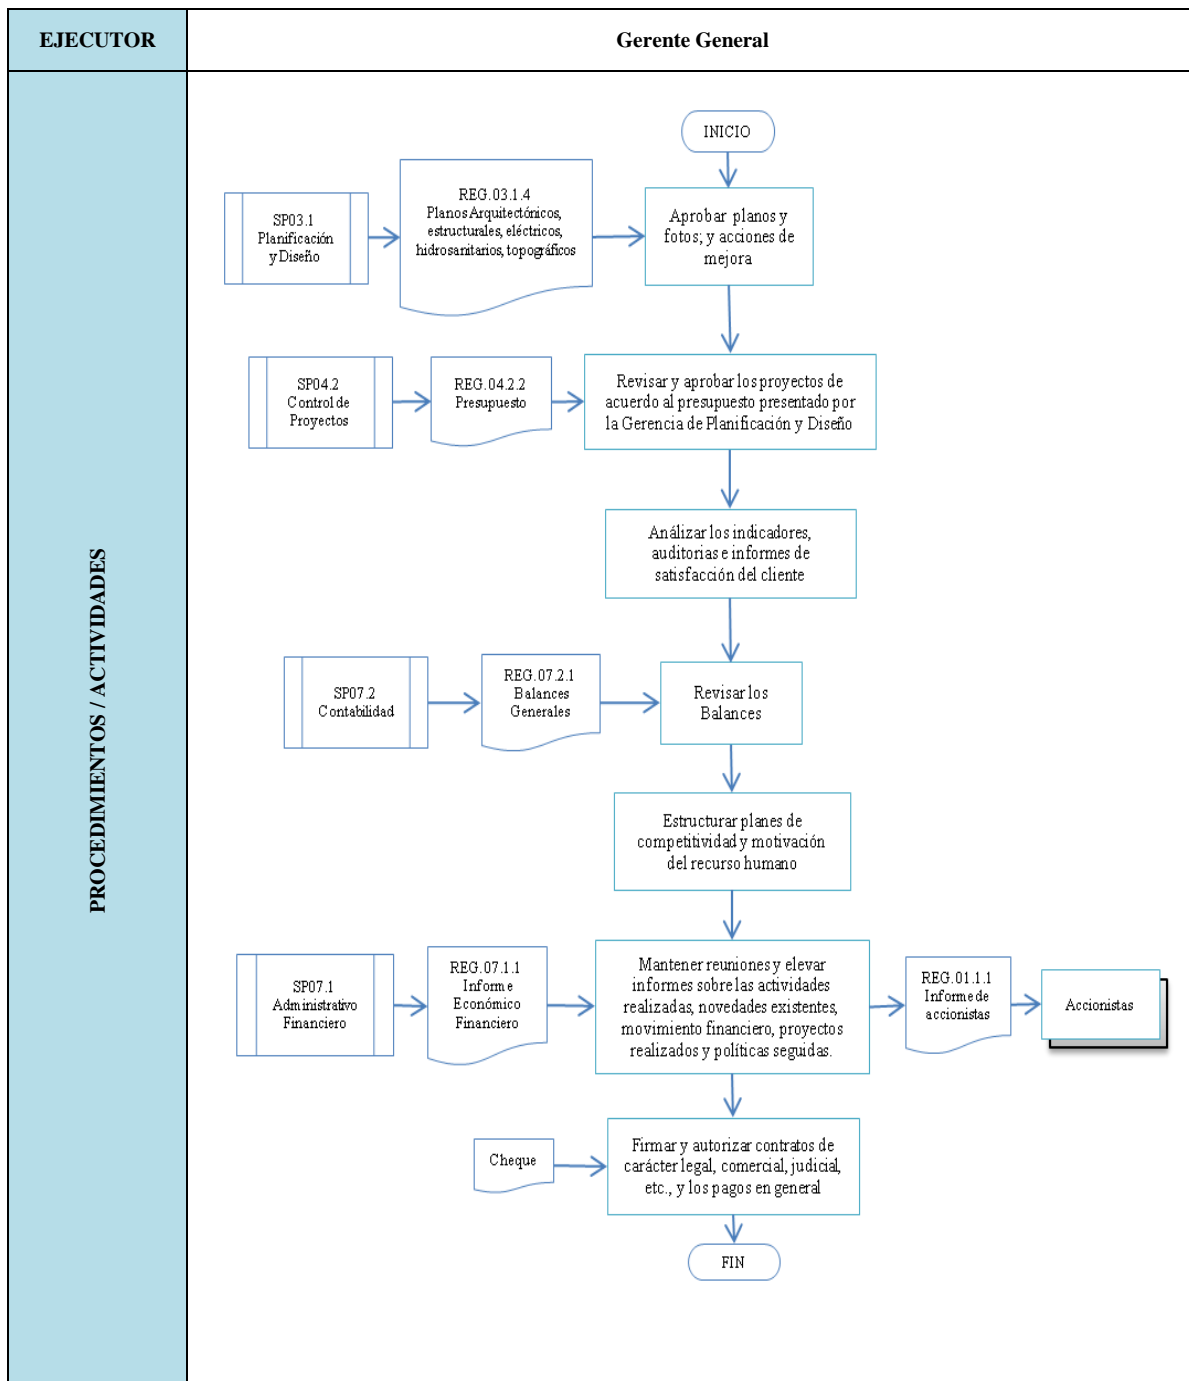 EJECUTOR
Gerente General
PROCEDIMIENTOS / ACTIVIDADES
INICIO
SP03.1
Planificación
y Diseño
REG.03.1.4
Planos Arquitectónicos,
estructurales, eléctricos,
hidrosanitarios, topográficos
Aprobar planos y
fotos; y acciones de
mejora
SP04.2
Control de
Proyectos
REG.04.2.2
Presupuesto
Revisar y aprobar los proyectos de
acuerdo al presupuesto presentado por
la Gerencia de Planificación y Diseño
Análizar los indicadores,
auditorias e informes de
satisfacción del cliente
SP07.2
Contabilidad
REG.07.2.1
Balances
Generales
Revisar los
Balances
Estructurar planes de
competitividad y motivación
del recurso humano
SP07.1
Administrativo
Financiero
REG.07.1.1
Informe
Económico
Financiero
Mantener reuniones y elevar
informes sobre las actividades
realizadas, novedades existentes,
movimiento financiero, proyectos
realizados y políticas seguidas.
REG.01.1.1
Informe de
accionistas
Accionistas
Cheque
Firmar y autorizar contratos de
carácter legal, comercial, judicial,
etc., y los pagos en general
FIN